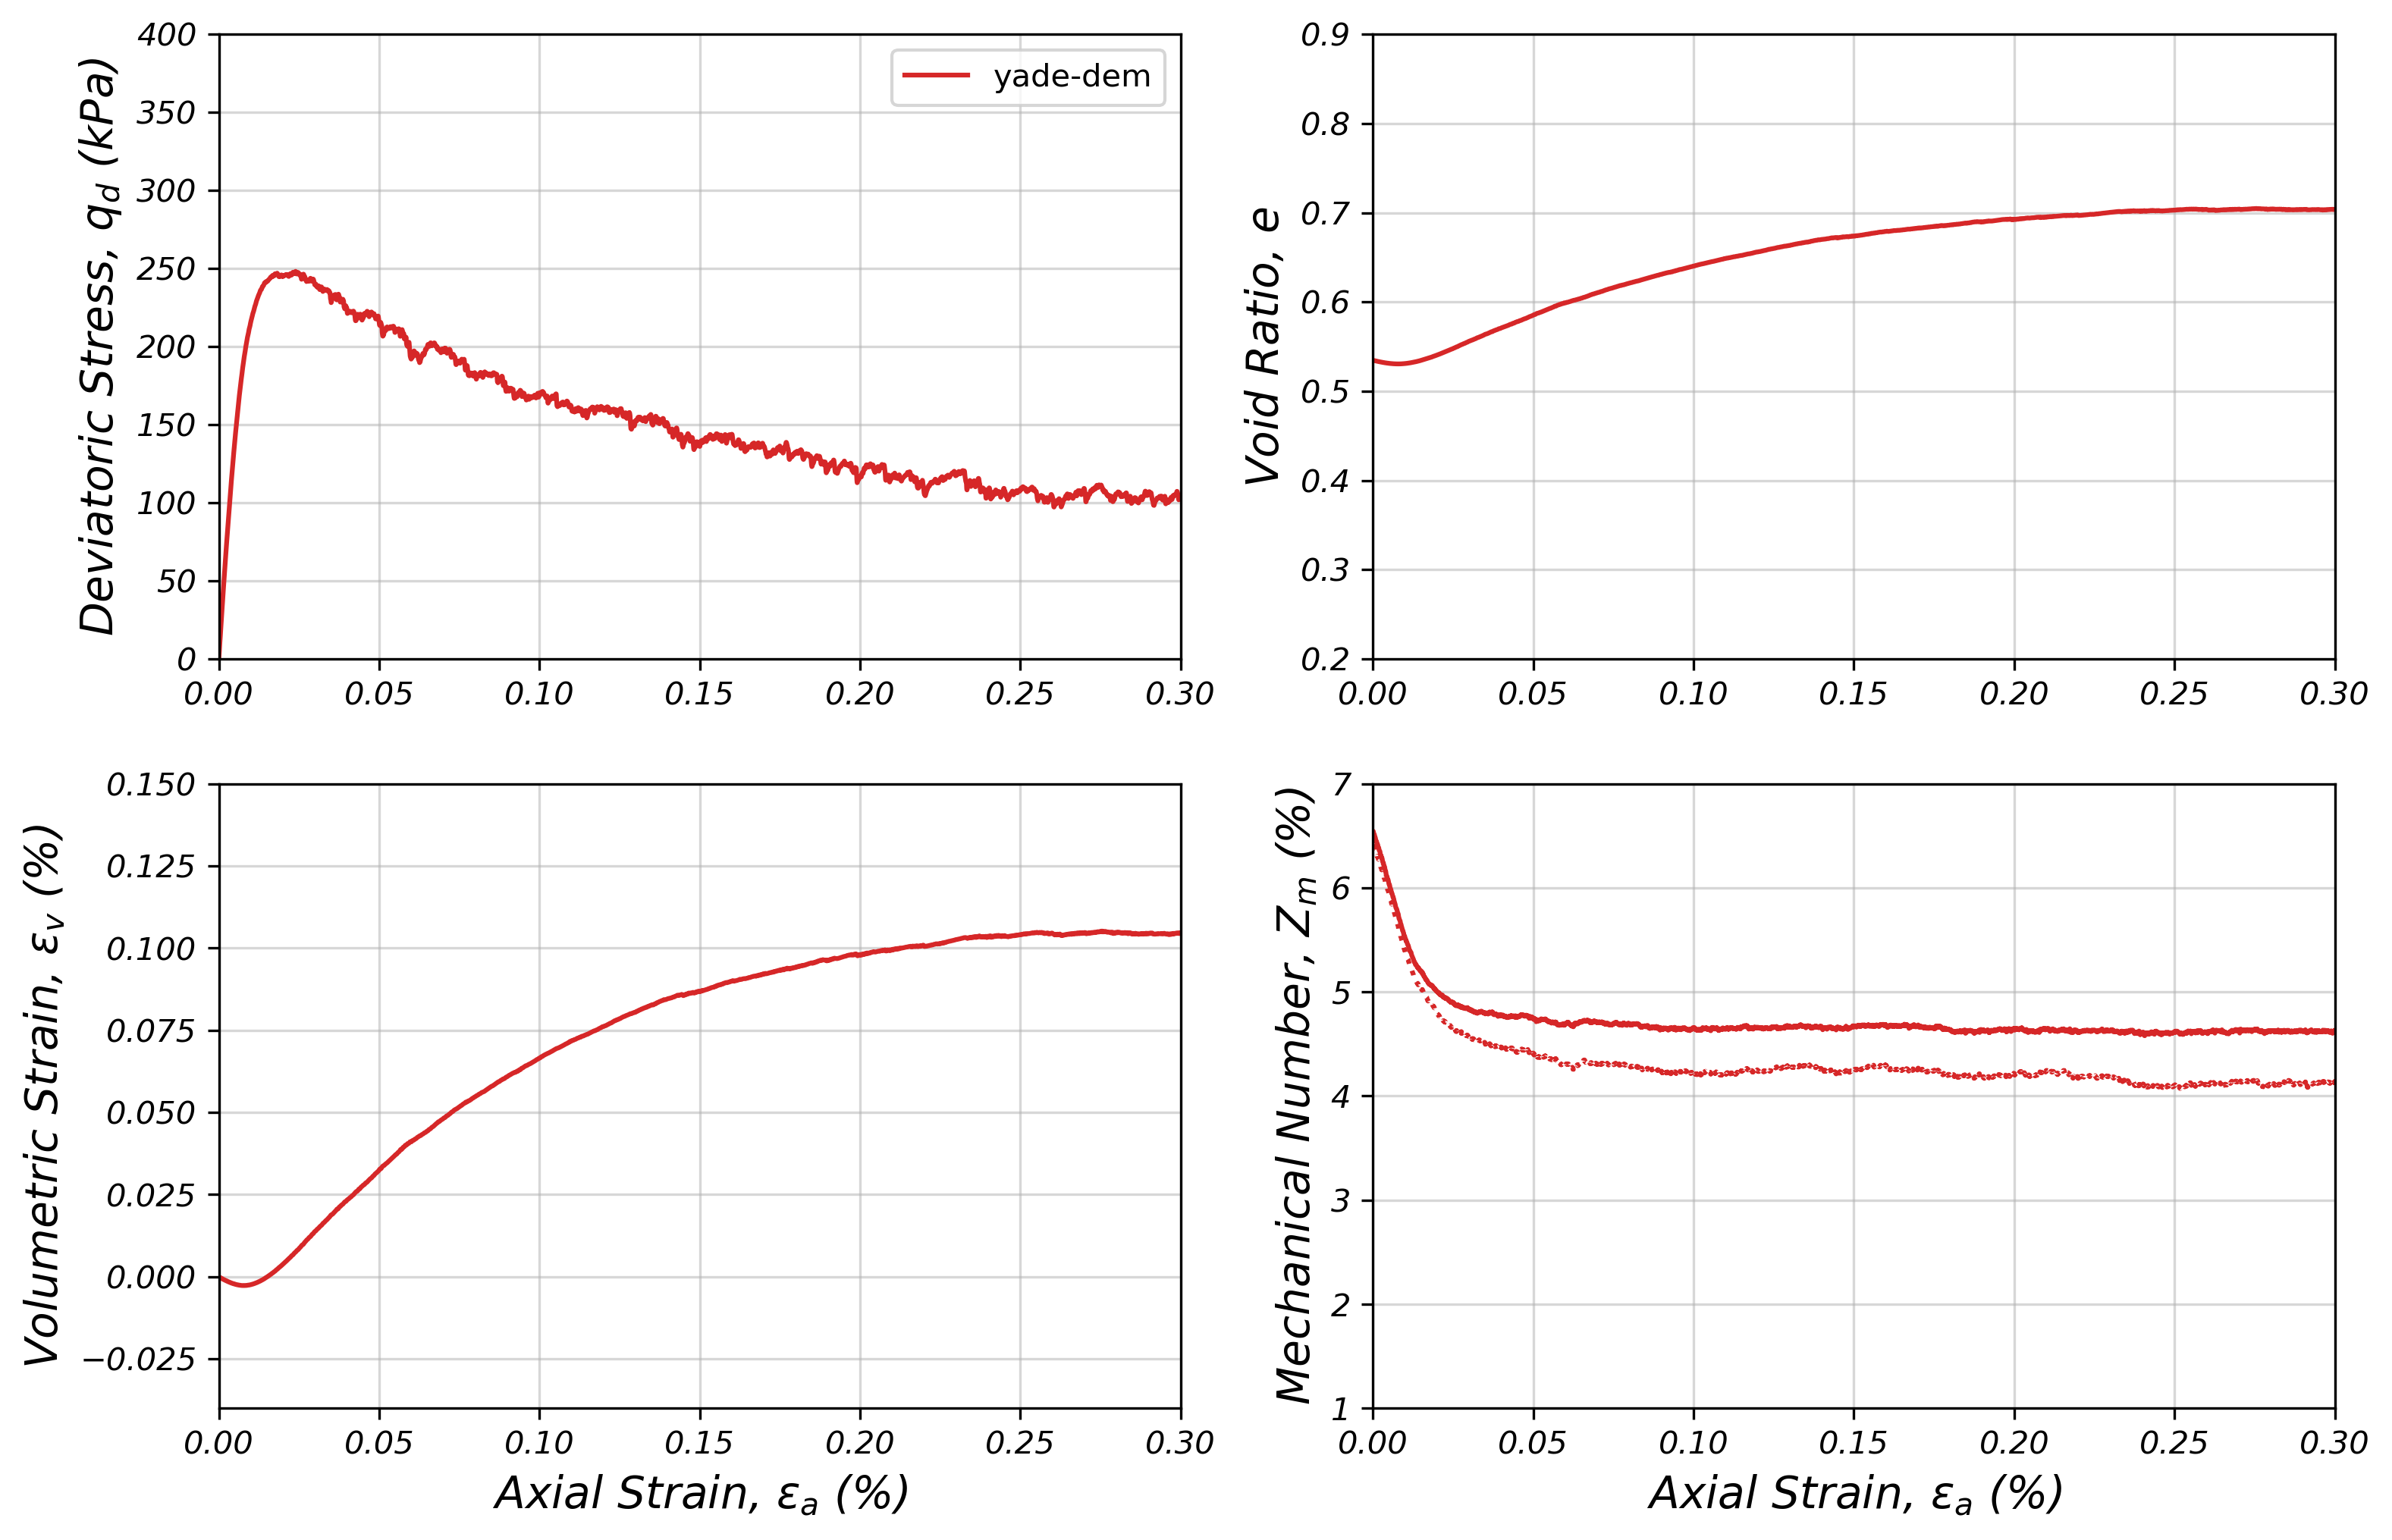 Deviatoric Stress, q_d (kPa)
400
350
300
250
200
150
100
50
0
0.00 0.05 0.10 0.15 0.20 0.25 0.30
yade-dem
Void Ratio, e
0.9
0.8
0.7
0.6
0.5
0.4
0.3
0.2
0.00 0.05 0.10 0.15 0.20 0.25 0.30
Volumetric Strain, ε_v (%)
0.150
0.125
0.100
0.075
0.050
0.025
0.000
−0.025
0.00 0.05 0.10 0.15 0.20 0.25 0.30
Axial Strain, ε_a (%)
Mechanical Number, Z_m (%)
7
6
5
4
3
2
1
0.00 0.05 0.10 0.15 0.20 0.25 0.30
Axial Strain, ε_a (%)